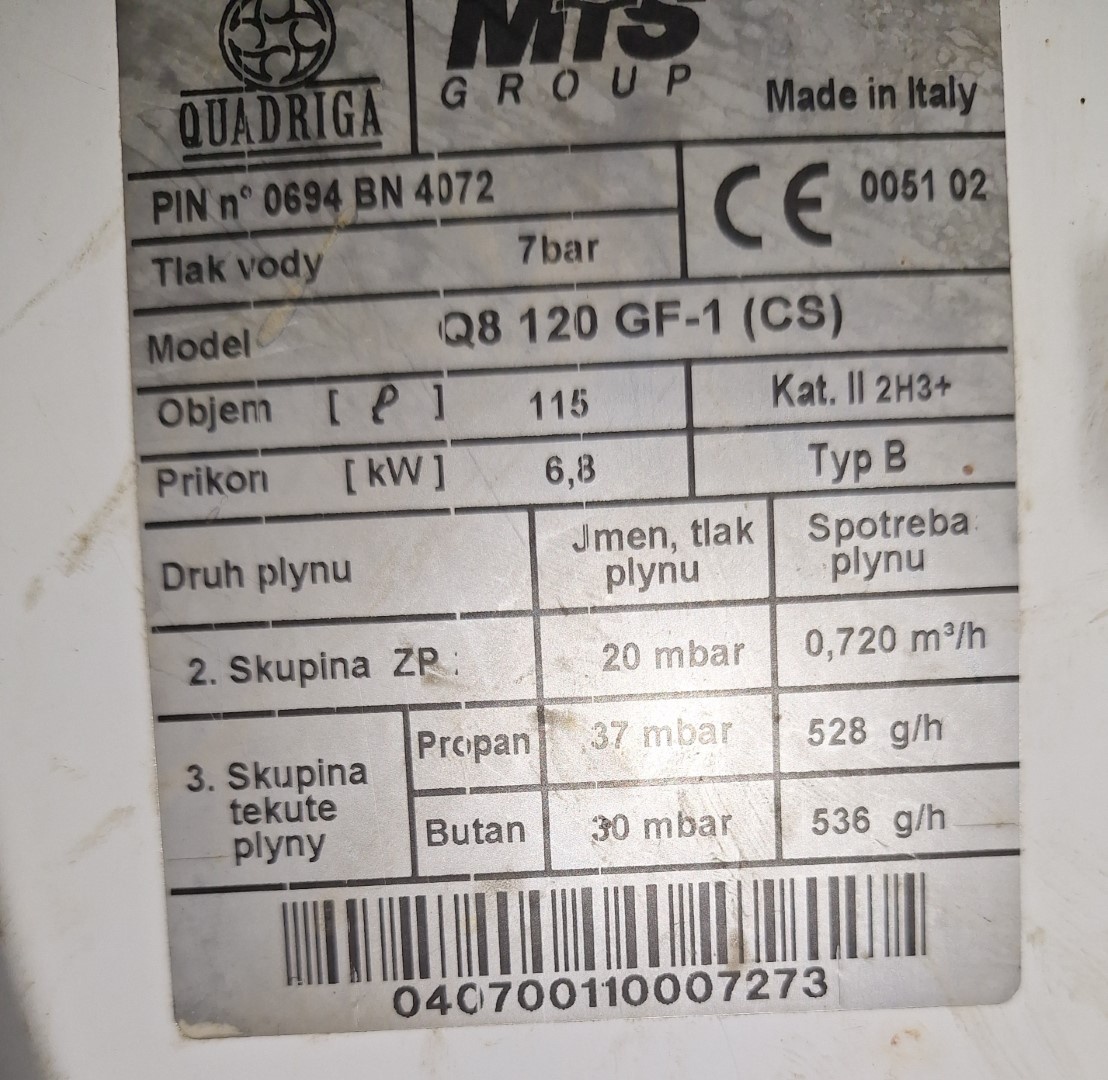 QUADRIGA
MTS
GROUP
Made in Italy
PIN n° 0694 BN 4072
CE 0051 02
Tlak vody 7bar
Model Q8 120 GF-1 (CS)
Objem [ ℓ ] 115 Kat. II 2H3+
Prikon [ kW ] 6,8 Typ B
Druh plynu
Jmen, tlak
plynu
Spotreba
plynu
2. Skupina ZP : 20 mbar 0,720 m³/h
3. Skupina
tekute
plyny
Propan 37 mbar 528 g/h
Butan 30 mbar 536 g/h
040700110007273